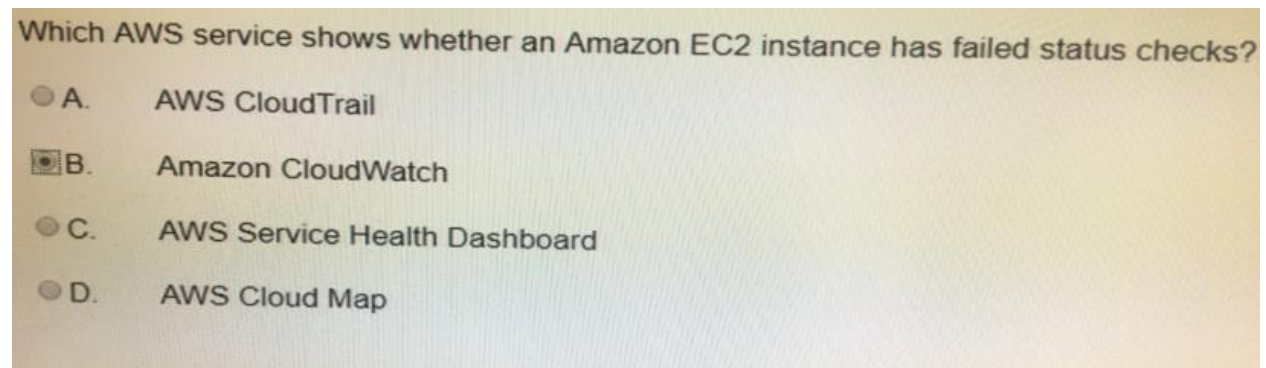 Which AWS service shows whether an Amazon EC2 instance has failed status checks?
A. AWS CloudTrail
B. Amazon CloudWatch
C. AWS Service Health Dashboard
D. AWS Cloud Map